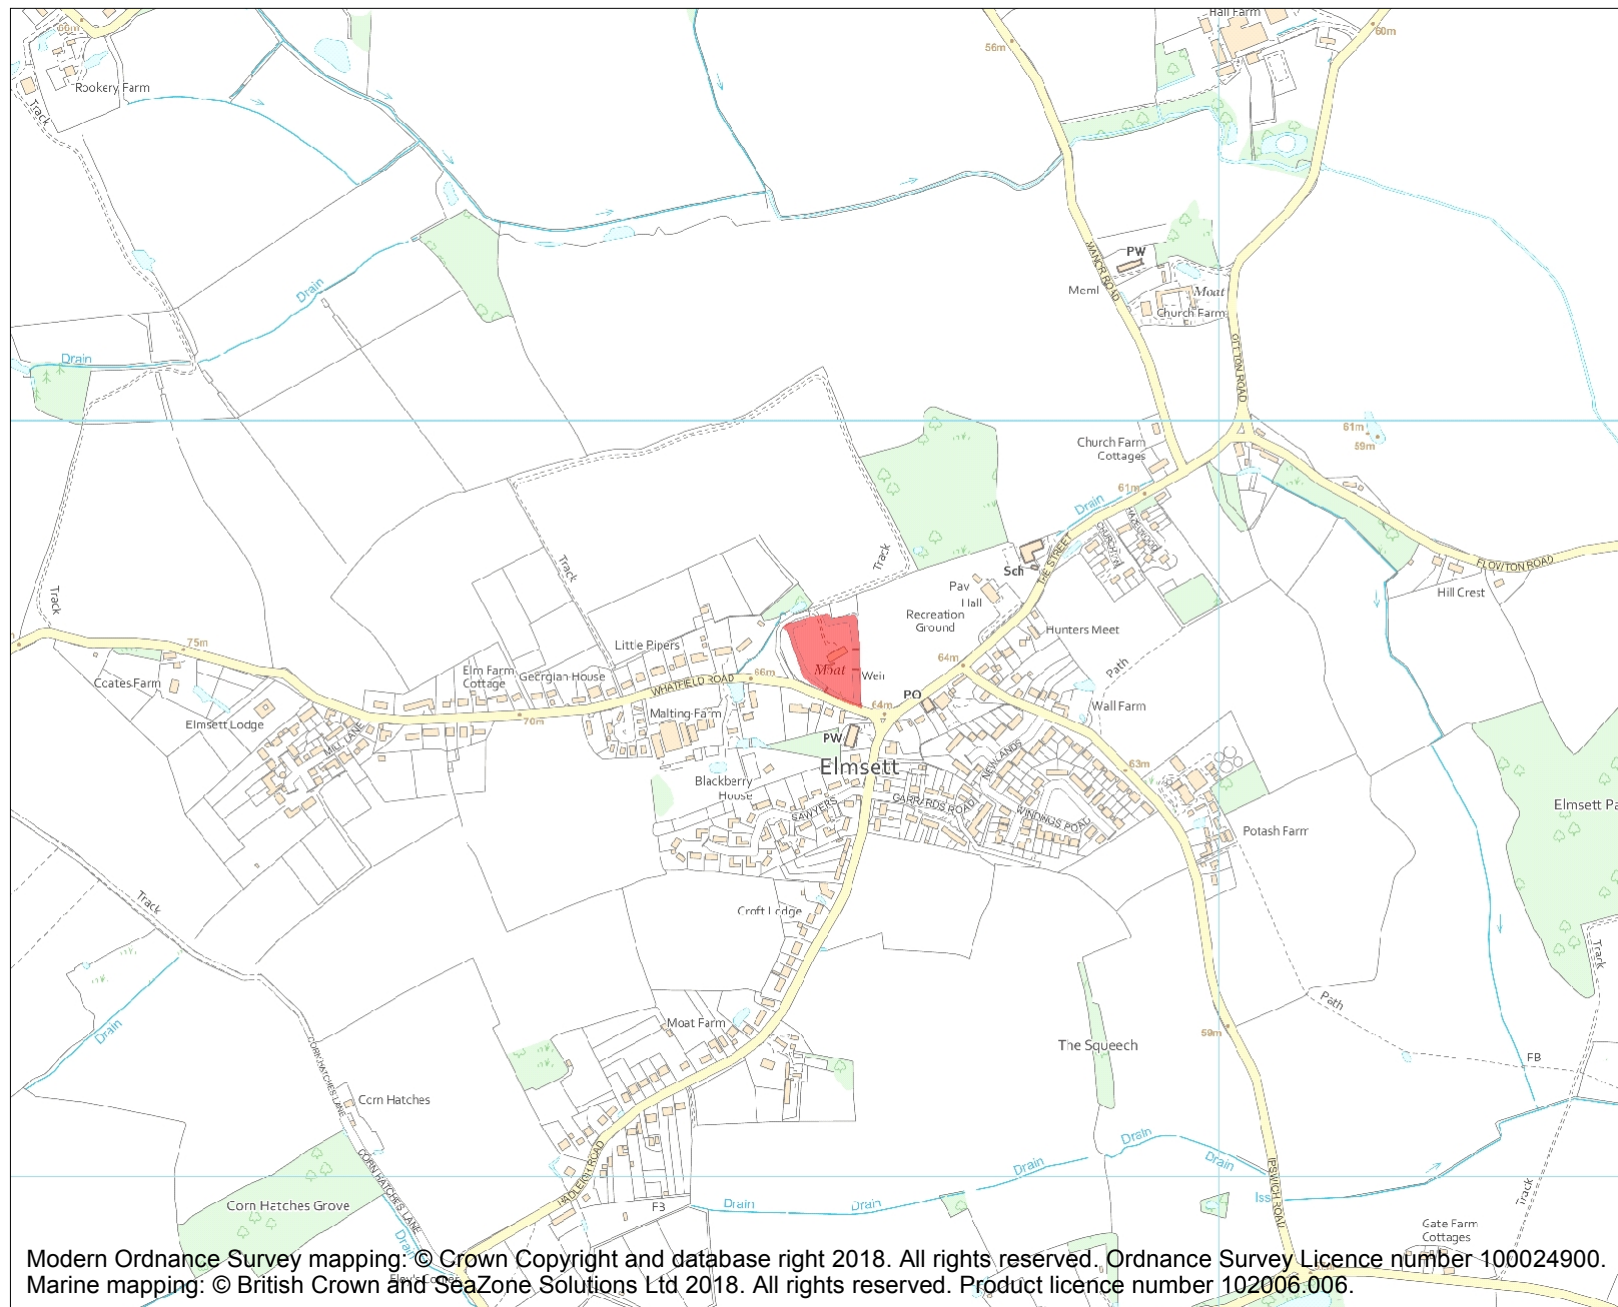 Hall Farm
60m
56m
60m
Rookery Farm
Track
PW
MANOR ROAD
Meml
Moat
Church Farm
Drain
Drain
OFFTON ROAD
Church Farm
Cottages
61m
59m
61m
Drain
Track
Track
Track
THE STREET
CHURCH
HAZELWOOD
Sch
Pav
Hall
Recreation
Ground
FLOWTON ROAD
Hill Crest
Hunters Meet
Path
75m
Little Pipers
Moat
Weir
64m
Coates Farm
Elm Farm
Cottage
Georgian House
WHATFIELD ROAD
66m
PO
Wall Farm
Elmsett Lodge
70m
Malting Farm
64m
MILL LANE
PW
Elmsett
NEWLANDS
63m
Blackberry
House
SAWYERS
GARRARDS ROAD
WINDINGS ROAD
Potash Farm
Elmsett Pa
Track
Croft Lodge
Track
Drain
Moat Farm
Path
59m
The Squeech
FB
CORN HATCHES LANE
Corn Hatches
Drain
Drain
Drain
CORN HATCHES LANE
HADLEIGH ROAD
IPSWICH ROAD
Corn Hatches Grove
FB
Drain
Drain
Iss
Track
Drain
Gate Farm
Cottages
Modern Ordnance Survey mapping: © Crown Copyright and database right 2018. All rights reserved. Ordnance Survey Licence number 100024900.
Marine mapping: © British Crown and SeaZone Solutions Ltd 2018. All rights reserved. Product licence number 102006.006.